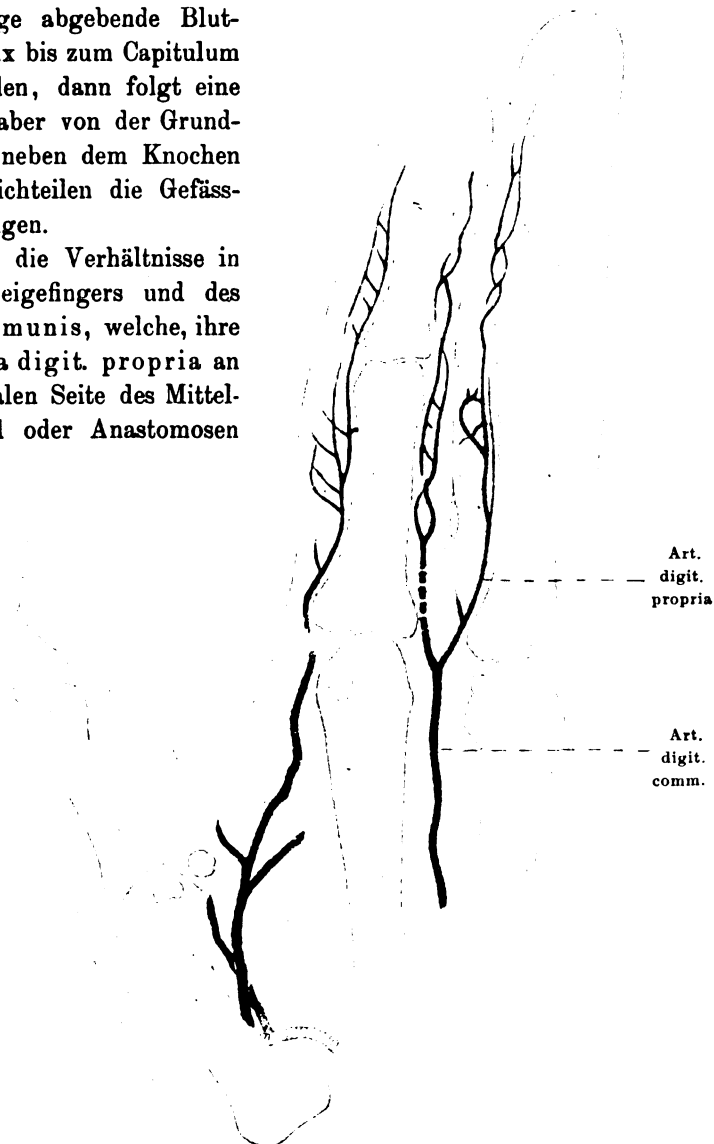 ge abgebende Blut-
x bis zum Capitulum
len, dann folgt eine
aber von der Grund-
neben dem Knochen
ichteilen die Gefäss-
gen.
die Verhältnisse in
eigefingers und des
munis, welche, ihre
a digit. propria an
alen Seite des Mittel-
l oder Anastomosen
Art.
digit.
propria
Art.
digit.
comm.